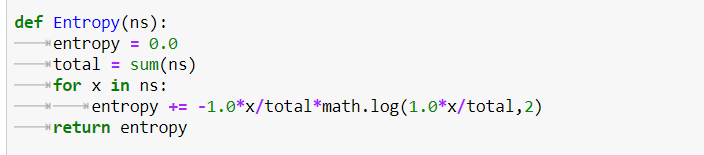 def Entropy(ns):
    entropy = 0.0
    total = sum(ns)
    for x in ns:
        entropy += -1.0*x/total*math.log(1.0*x/total,2)
    return entropy